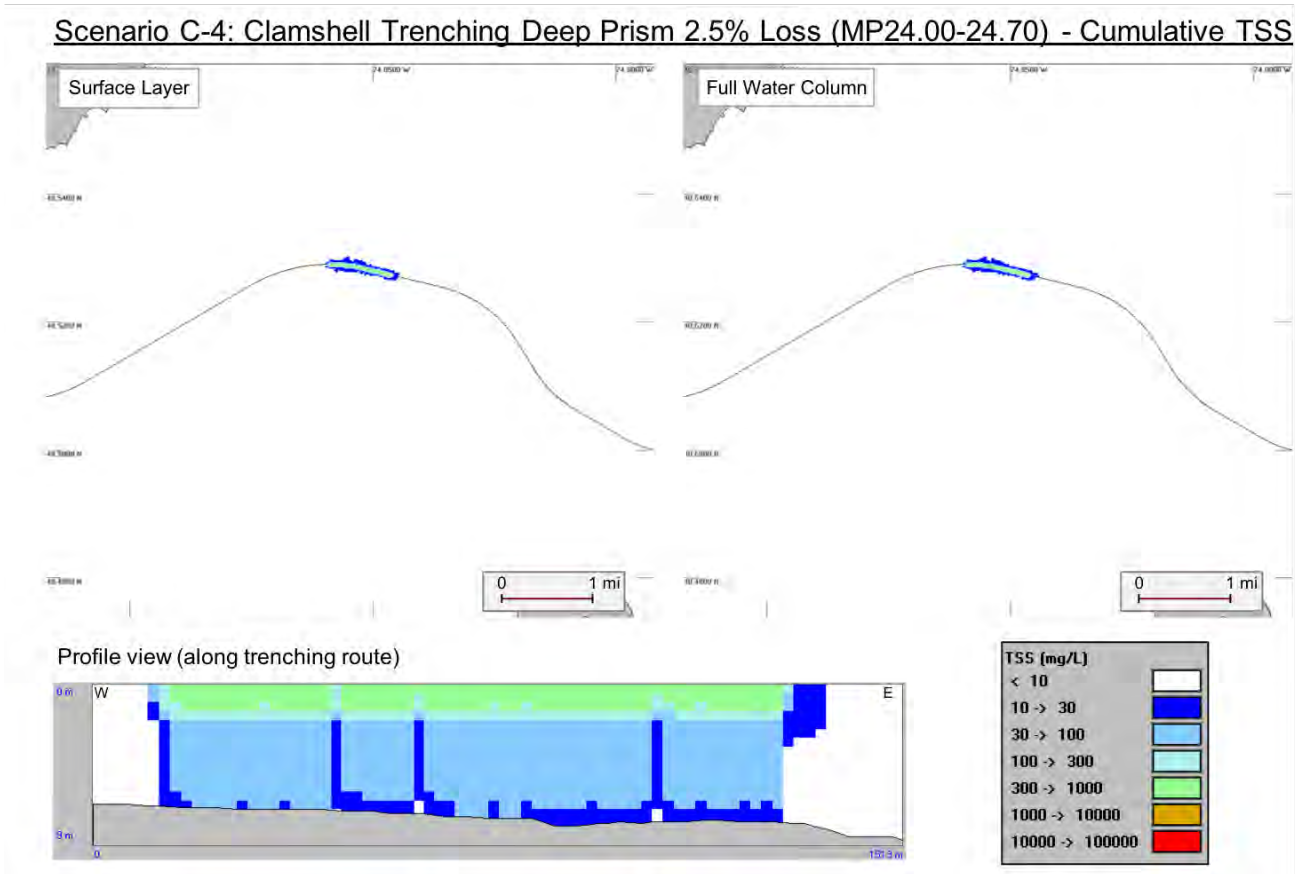 Scenario C-4: Clamshell Trenching Deep Prism 2.5% Loss (MP24.00-24.70) - Cumulative TSS
Surface Layer
Full Water Column
0 1 mi
0 1 mi
Profile view (along trenching route)
0 m
W
E
9 m
0
TSS (mg/L)
< 10
10 -> 30
30 -> 100
100 -> 300
300 -> 1000
1000 -> 10000
10000 -> 100000